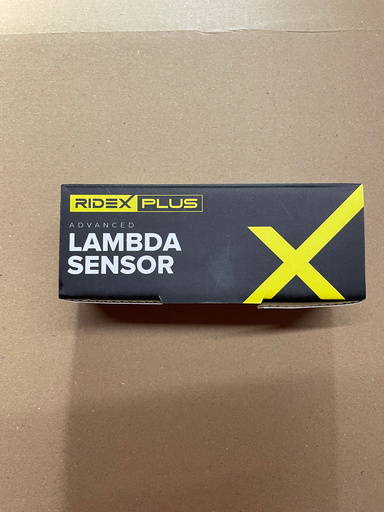 RIDEX PLUS
ADVANCED
LAMBDA
SENSOR